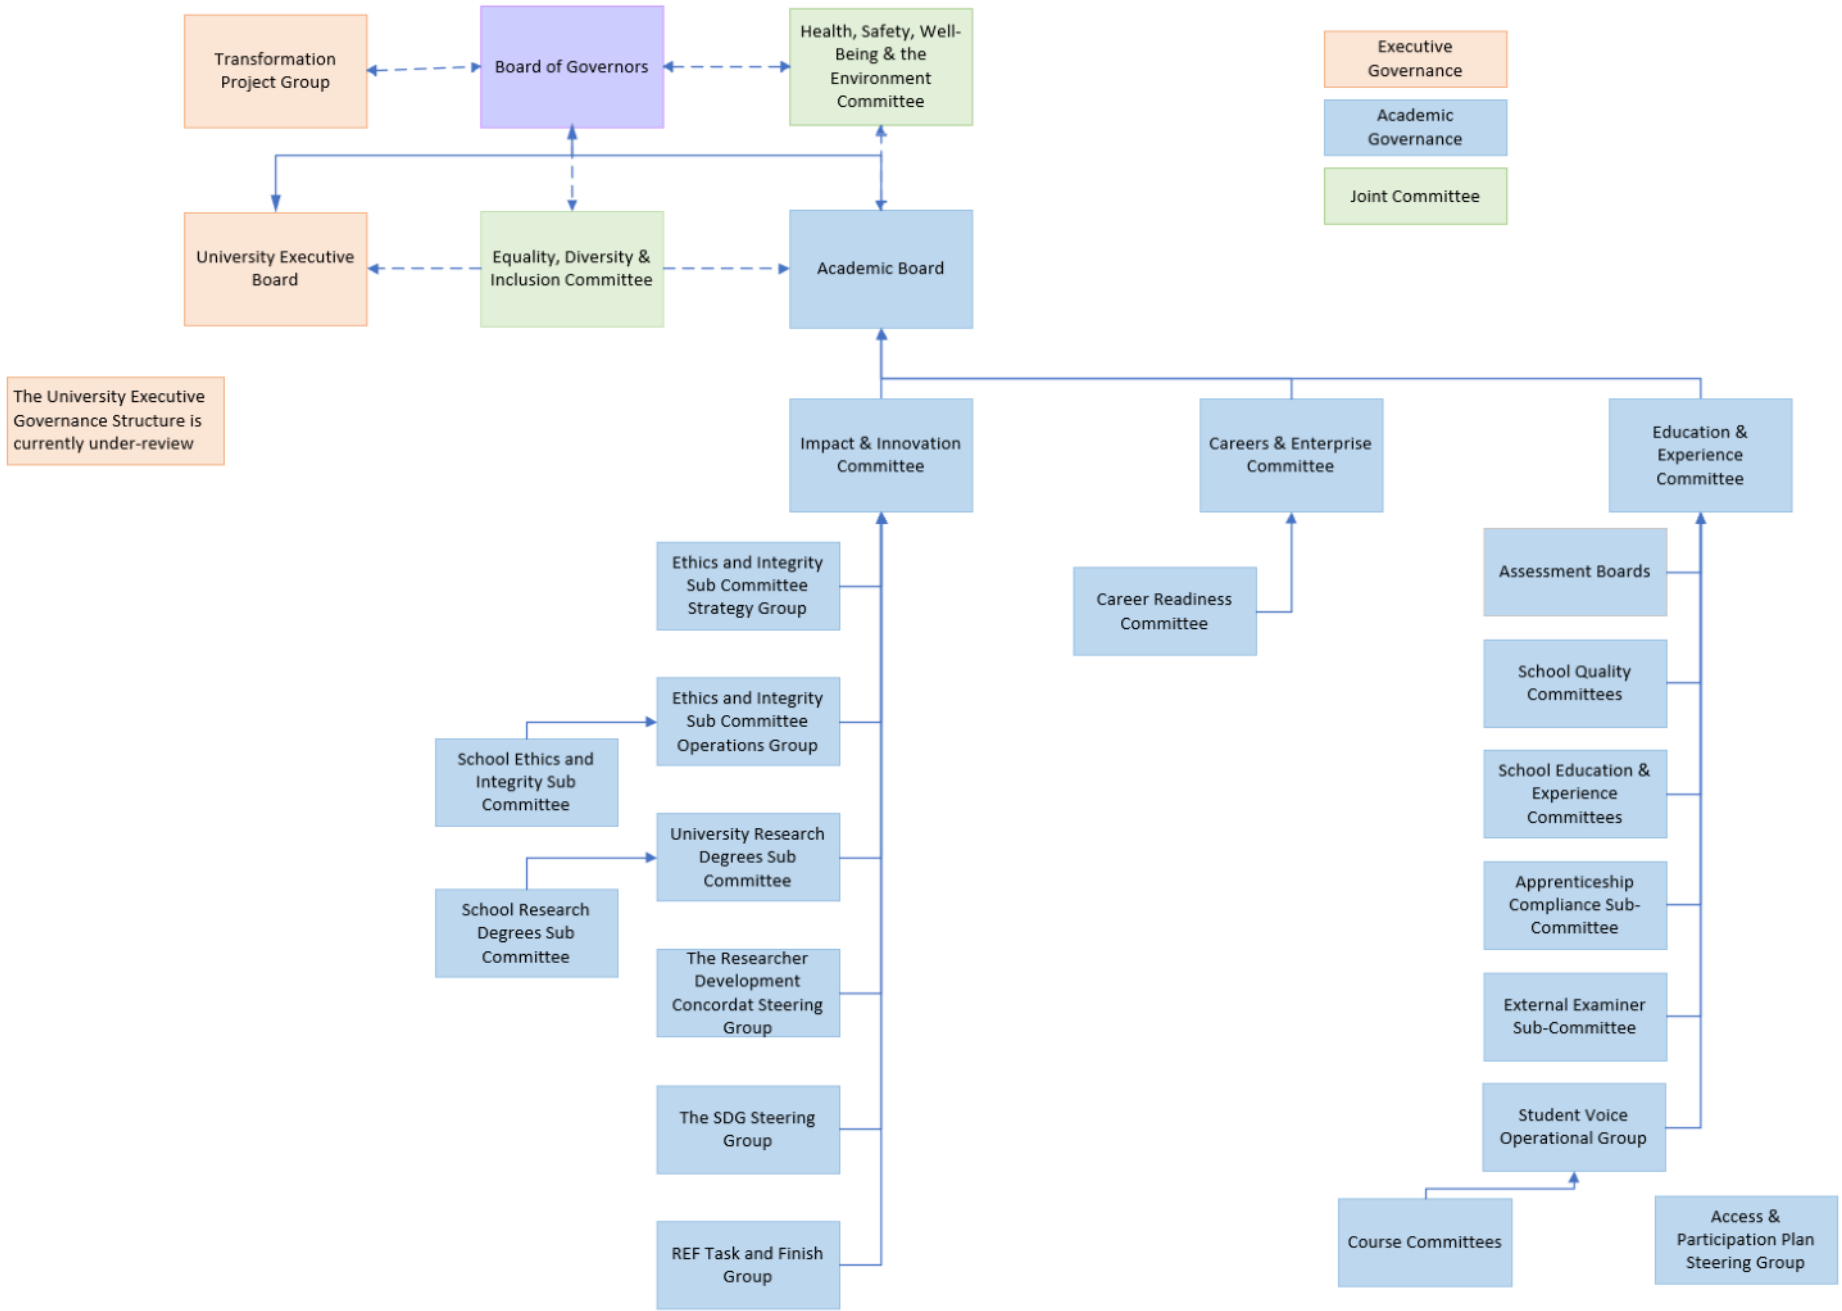 Transformation
Project Group
Board of Governors
Health, Safety, Well-
Being & the
Environment
Committee
Executive
Governance
Academic
Governance
Joint Committee
University Executive
Board
Equality, Diversity &
Inclusion Committee
Academic Board
The University Executive
Governance Structure is
currently under-review
Impact & Innovation
Committee
Careers & Enterprise
Committee
Education &
Experience
Committee
Ethics and Integrity
Sub Committee
Strategy Group
Ethics and Integrity
Sub Committee
Operations Group
School Ethics and
Integrity Sub
Committee
University Research
Degrees Sub
Committee
School Research
Degrees Sub
Committee
The Researcher
Development
Concordat Steering
Group
The SDG Steering
Group
REF Task and Finish
Group
Career Readiness
Committee
Assessment Boards
School Quality
Committees
School Education &
Experience
Committees
Apprenticeship
Compliance Sub-
Committee
External Examiner
Sub-Committee
Student Voice
Operational Group
Course Committees
Access &
Participation Plan
Steering Group